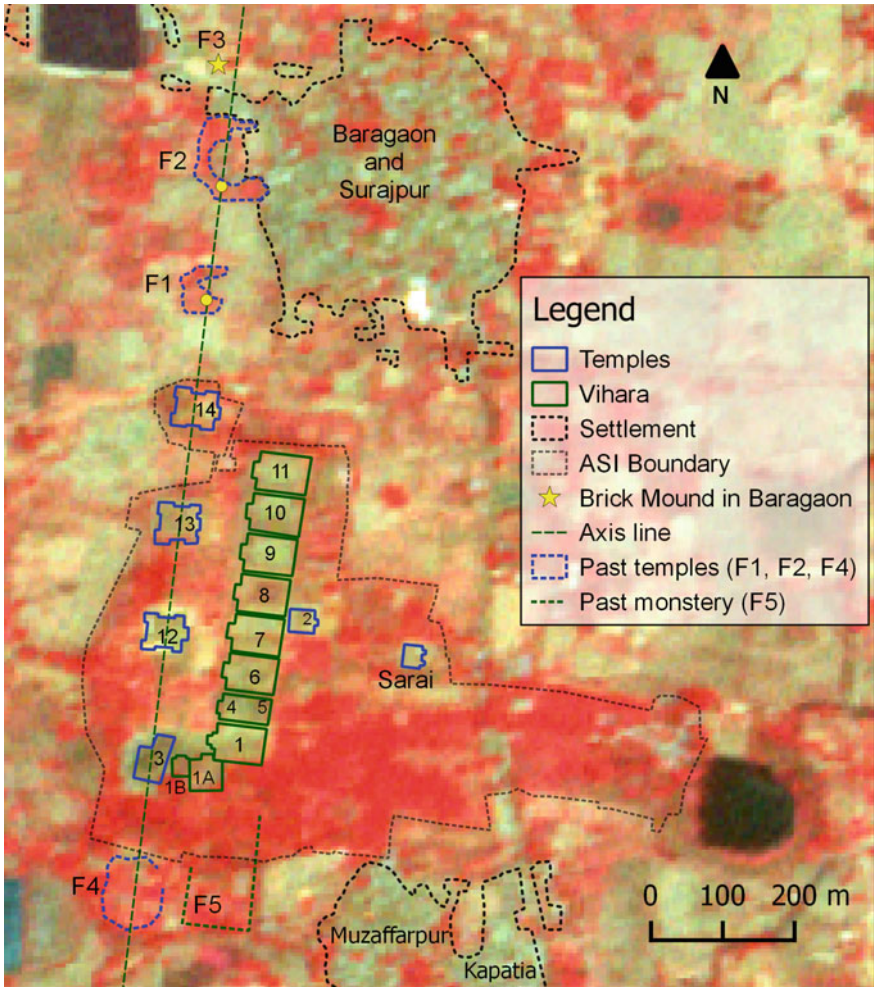 F3
N
Baragaon
and
Surajpur
F2
F1
Legend
Temples
Vihara
Settlement
ASI Boundary
Brick Mound in Baragaon
Axis line
Past temples (F1, F2, F4)
Past monstery (F5)
14
11
13
10
9
8
2
12
7
Sarai
6
4 5
3
1
1B
1A
F4
F5
0 100 200 m
Muzaffarpur
Kapatia